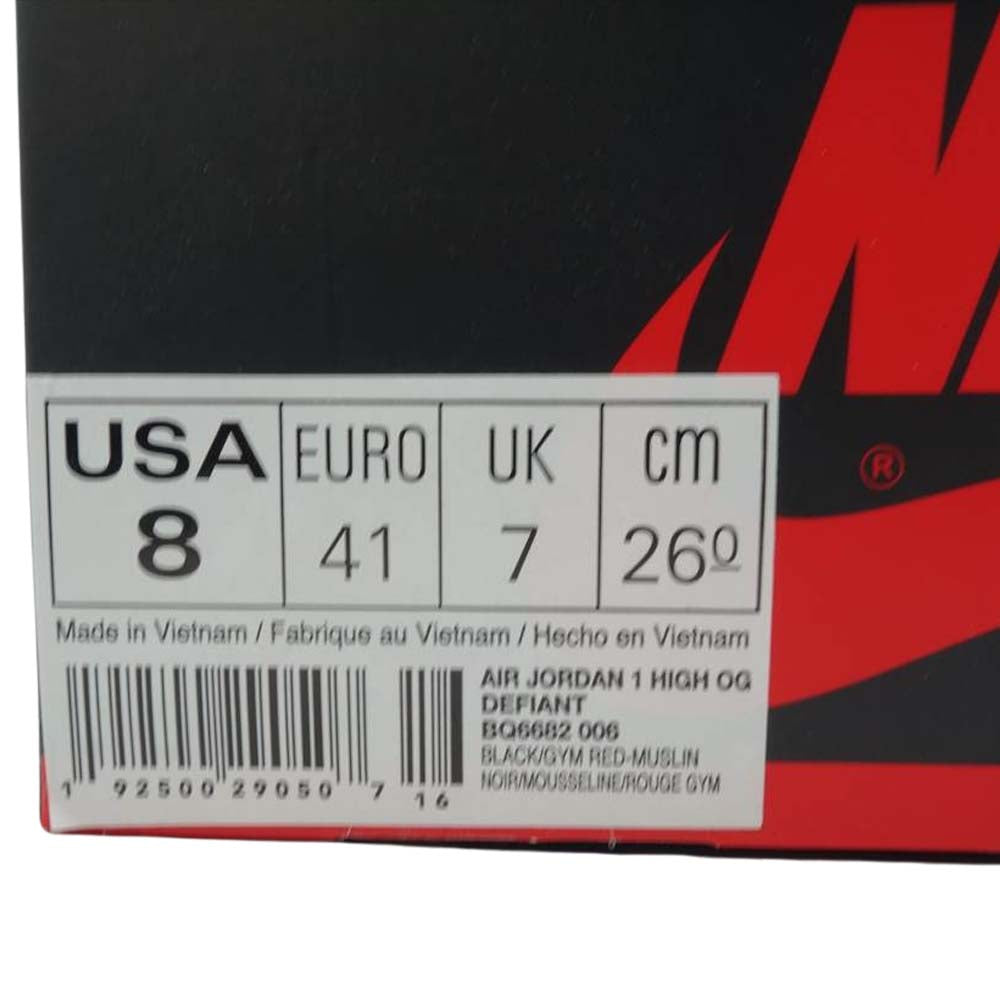 ®
USA EURO UK cm
8 41 7 26 0
Made in Vietnam / Fabrique au Vietnam / Hecho en Vietnam
AIR JORDAN 1 HIGH OG
DEFIANT
BQ6682 006
BLACK/GYM RED-MUSLIN
NOIR/MOUSSELINE/ROUGE GYM
1 92500 29050 7 16